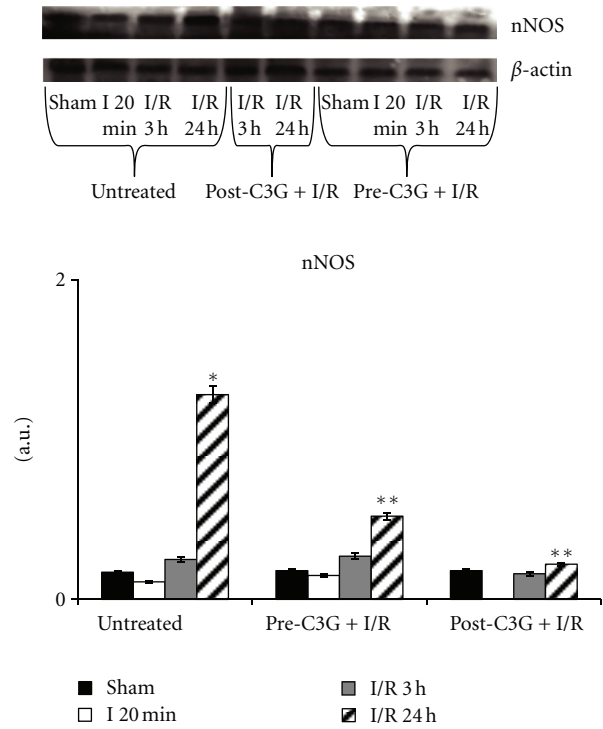 nNOS
β-actin
Sham I 20 I/R I/R I/R I/R Sham I 20 I/R I/R
min 3 h 24 h 3 h 24 h min 3 h 24 h
Untreated Post-C3G + I/R Pre-C3G + I/R
nNOS
2
*
(a.u.)
**
**
0
Untreated Pre-C3G + I/R Post-C3G + I/R
Sham I/R 3 h
I 20 min I/R 24 h